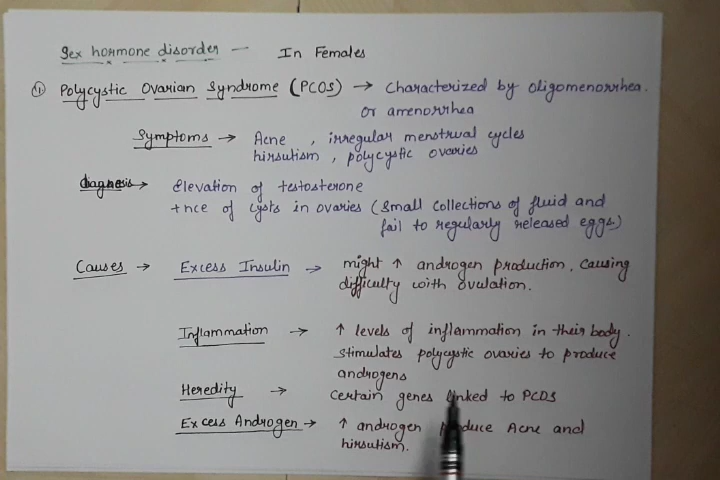 Sex hormone disorder — In Females
① Polycystic Ovarian Syndrome (PCOS) → Characterized by oligomenorrhea.
or amenorrhea
Symptoms → Acne , irregular menstrual cycles
hirsutism , polycystic ovaries
diagnosis → Elevation of testosterone
+nce of cysts in ovaries (small collections of fluid and
fail to regularly released eggs.)
Causes → Excess Insulin → might ↑ androgen production, causing
difficulty with ovulation.
Inflammation → ↑ levels of inflammation in their body.
stimulates polycystic ovaries to produce
androgens
Heredity → Certain genes linked to PCOS
Excess Androgen → ↑ androgen produce Acne and
hirsutism.